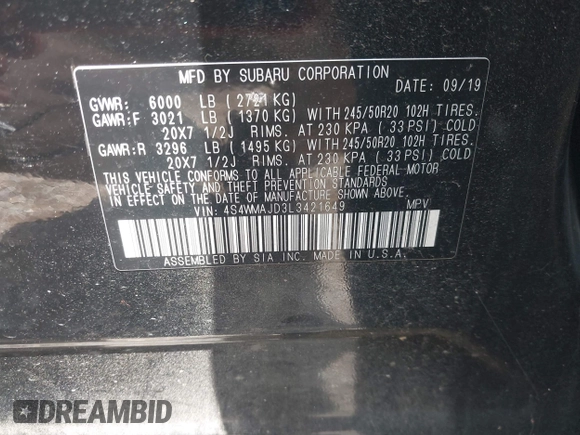 MFD BY SUBARU CORPORATION
DATE: 09/19
GVWR: 6000 LB (2721 KG)
GAWR:F 3021 LB (1370 KG) WITH 245/50R20 102H TIRES.
20X7 1/2J RIMS. AT 230 KPA (33 PSI) COLD
GAWR:R 3296 LB (1495 KG) WITH 245/50R20 102H TIRES.
20X7 1/2J RIMS. AT 230 KPA (33 PSI) COLD
THIS VEHICLE CONFORMS TO ALL APPLICABLE FEDERAL MOTOR
VEHICLE SAFETY AND THEFT PREVENTION STANDARDS
IN EFFECT ON THE DATE OF MANUFACTURE SHOWN ABOVE.
VIN: 4S4WMAJD3L3421649 MPV
ASSEMBLED BY SIA INC. MADE IN U.S.A.
DREAMBID